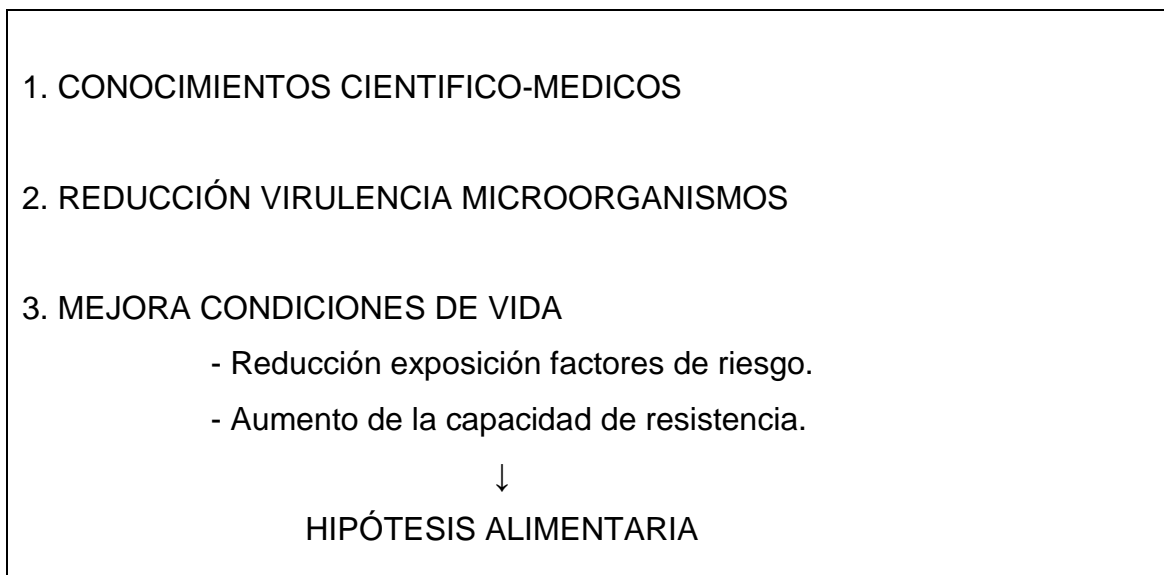 1. CONOCIMIENTOS CIENTIFICO-MEDICOS
2. REDUCCIÓN VIRULENCIA MICROORGANISMOS
3. MEJORA CONDICIONES DE VIDA
- Reducción exposición factores de riesgo.
- Aumento de la capacidad de resistencia.
↓
HIPÓTESIS ALIMENTARIA